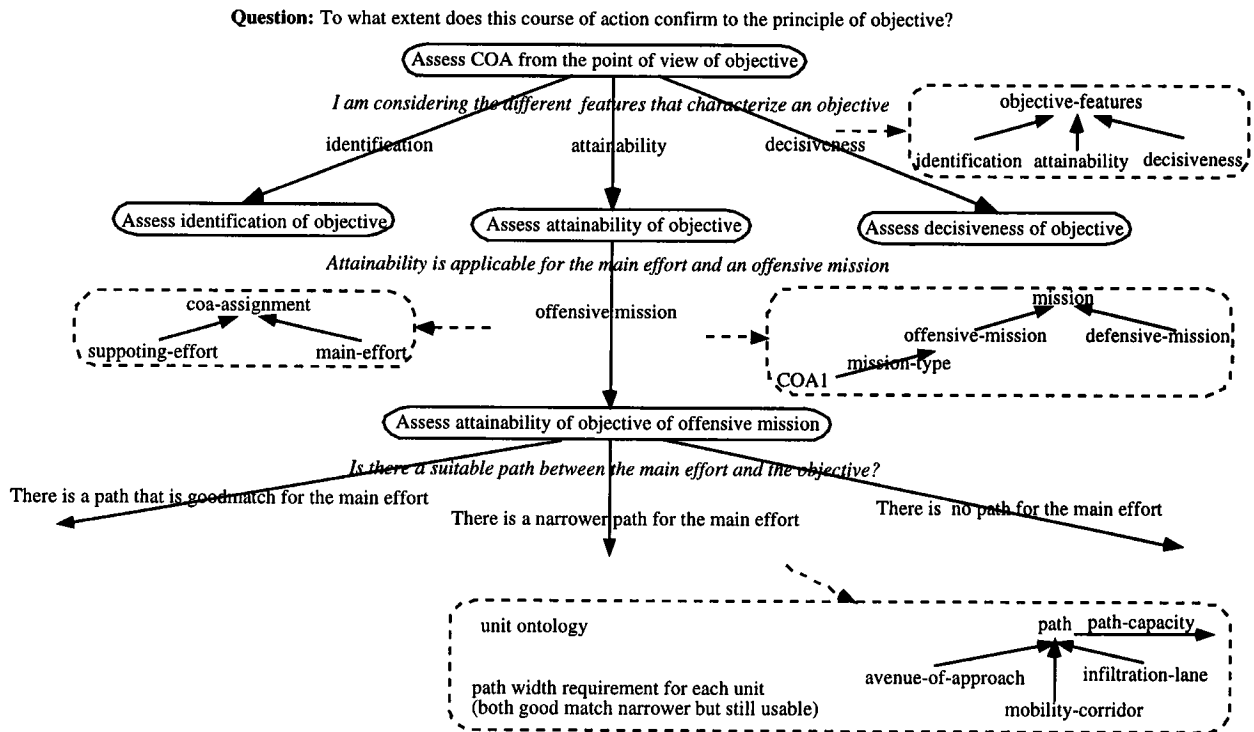 Question: To what extent does this course of action confirm to the principle of objective?
Assess COA from the point of view of objective
I am considering the different features that characterize an objective
objective-features
identification
attainability
decisiveness
identification
attainability
decisiveness
Assess identification of objective
Assess attainability of objective
Assess decisiveness of objective
Attainability is applicable for the main effort and an offensive mission
coa-assignment
suppoting-effort
main-effort
offensive mission
mission
offensive-mission
defensive-mission
mission-type
COA1
Assess attainability of objective of offensive mission
Is there a suitable path between the main effort and the objective?
There is a path that is goodmatch for the main effort
There is a narrower path for the main effort
There is no path for the main effort
unit ontology
path
path-capacity
avenue-of-approach
infiltration-lane
mobility-corridor
path width requirement for each unit
(both good match narrower but still usable)